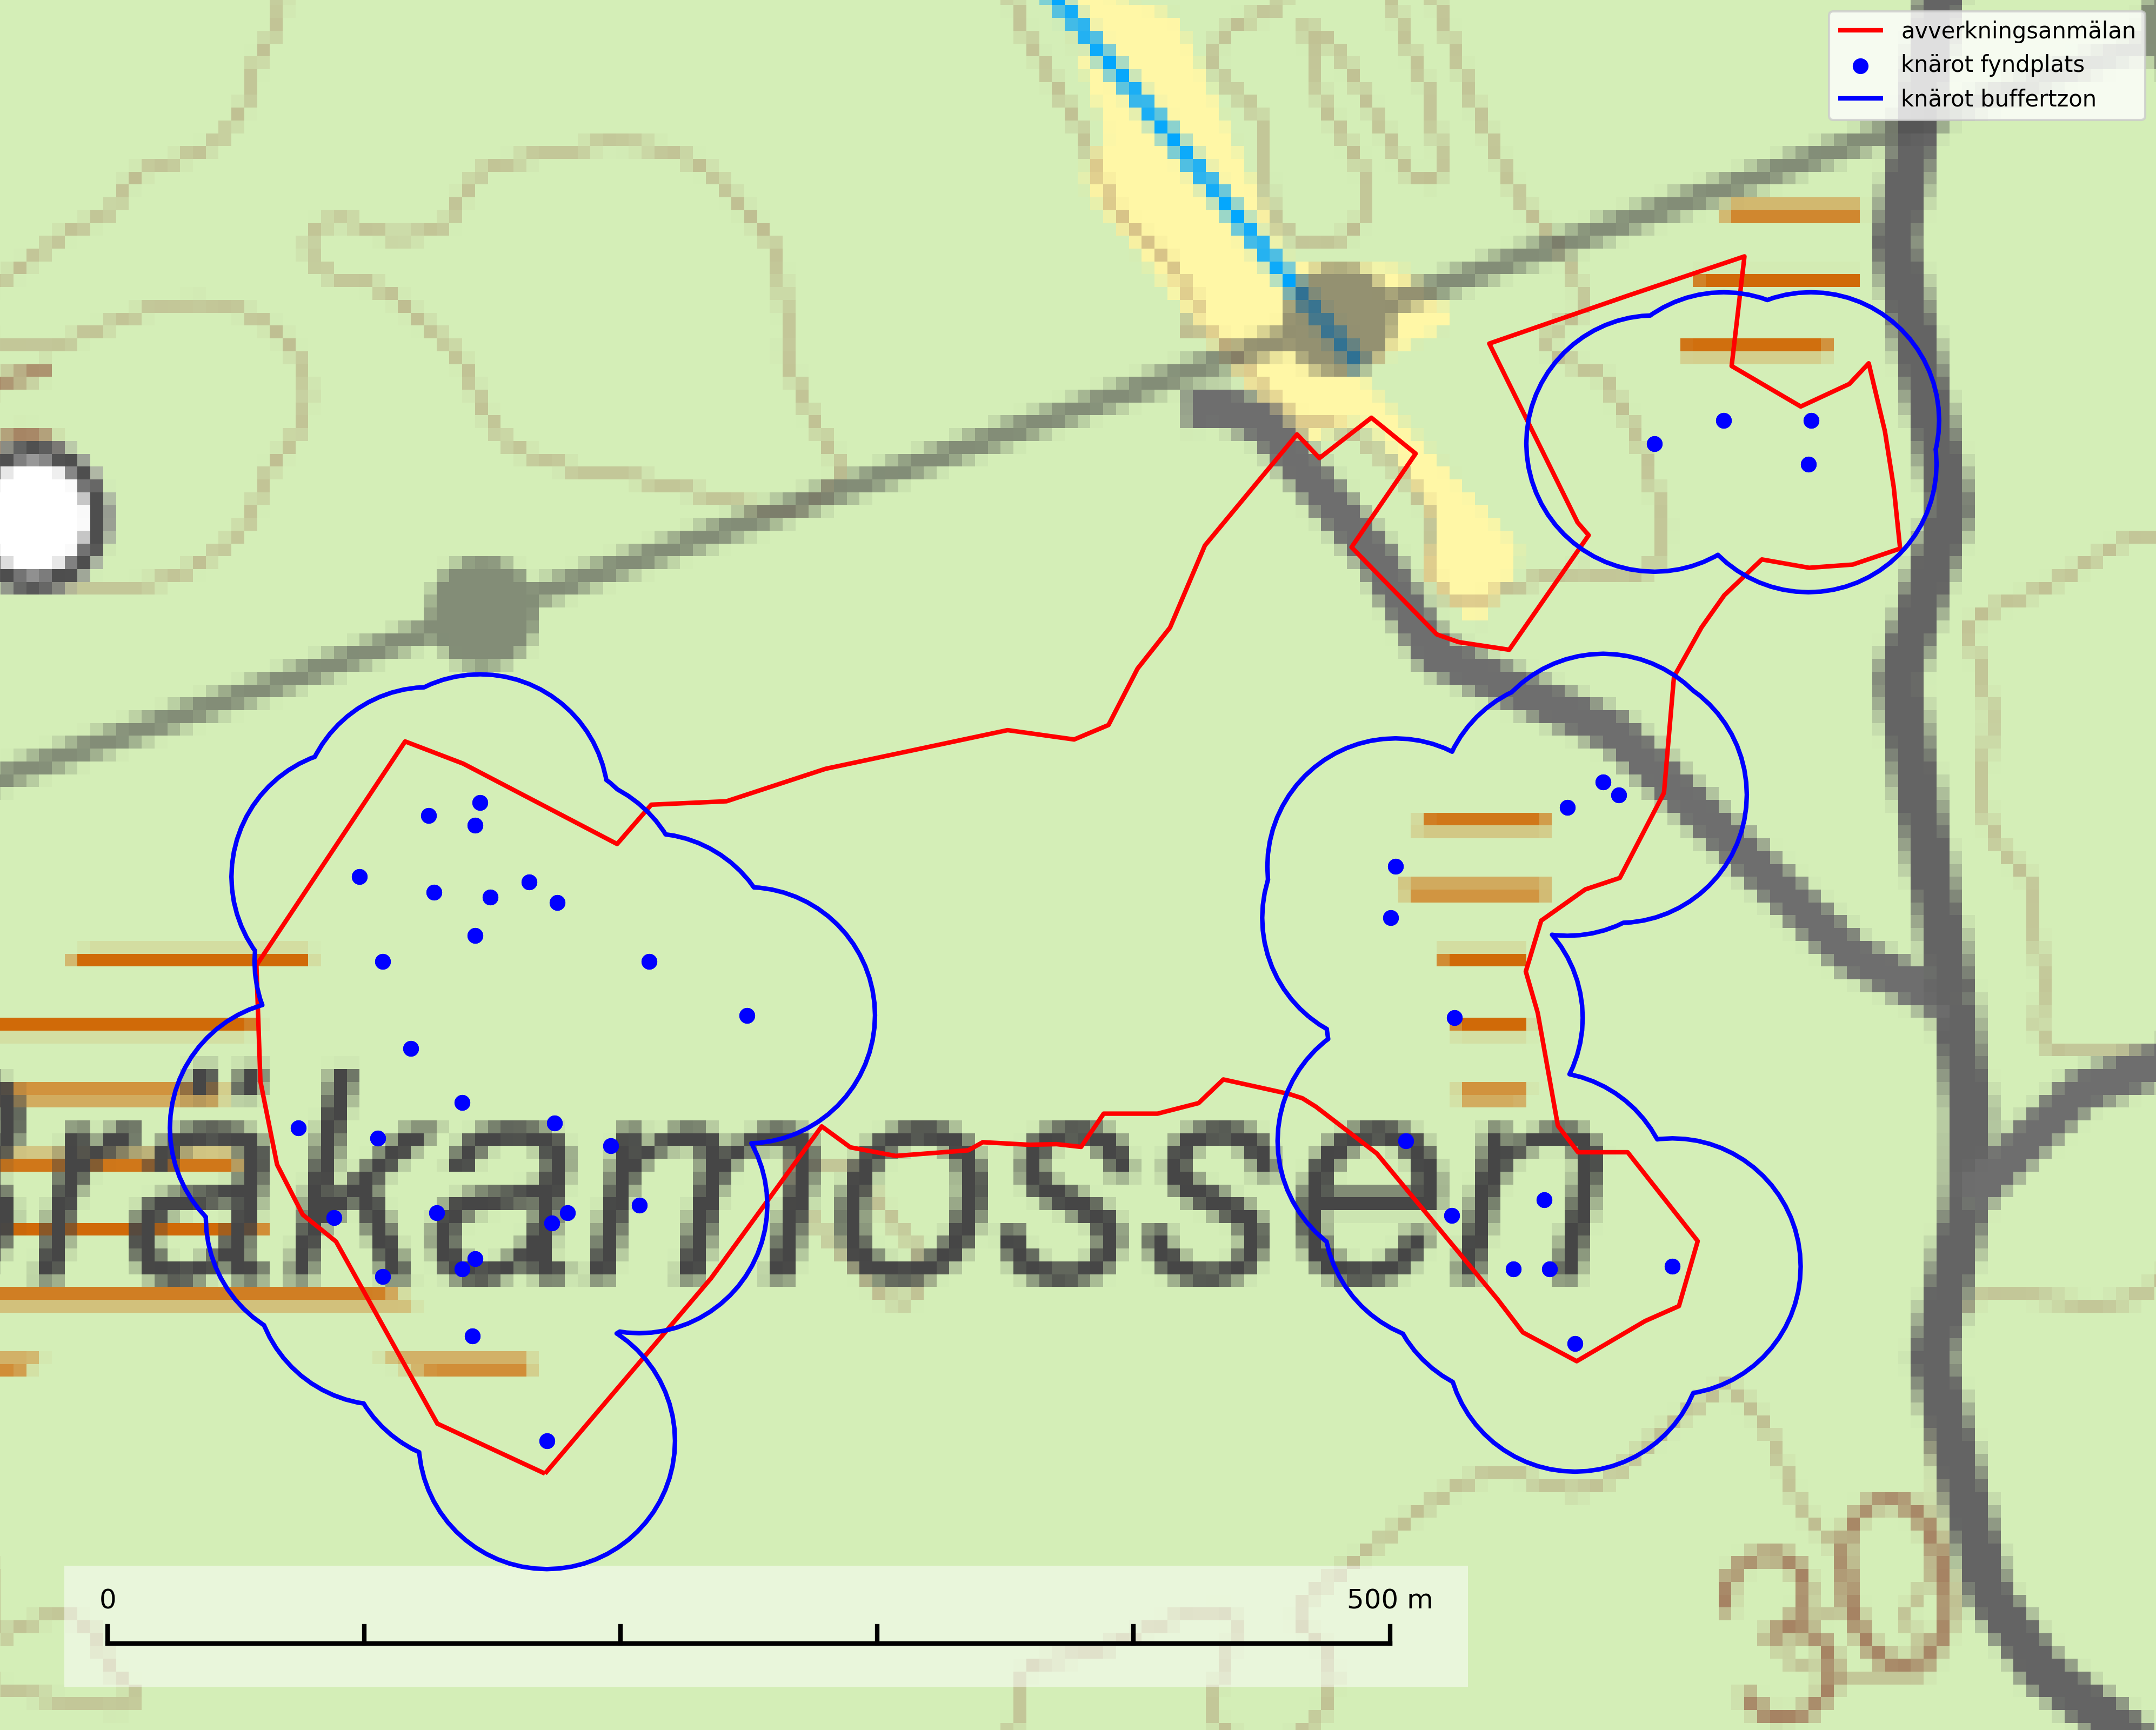 avverkningsanmälan
knärot fyndplats
knärot buffertzon
räkamossen
0 500 m
30